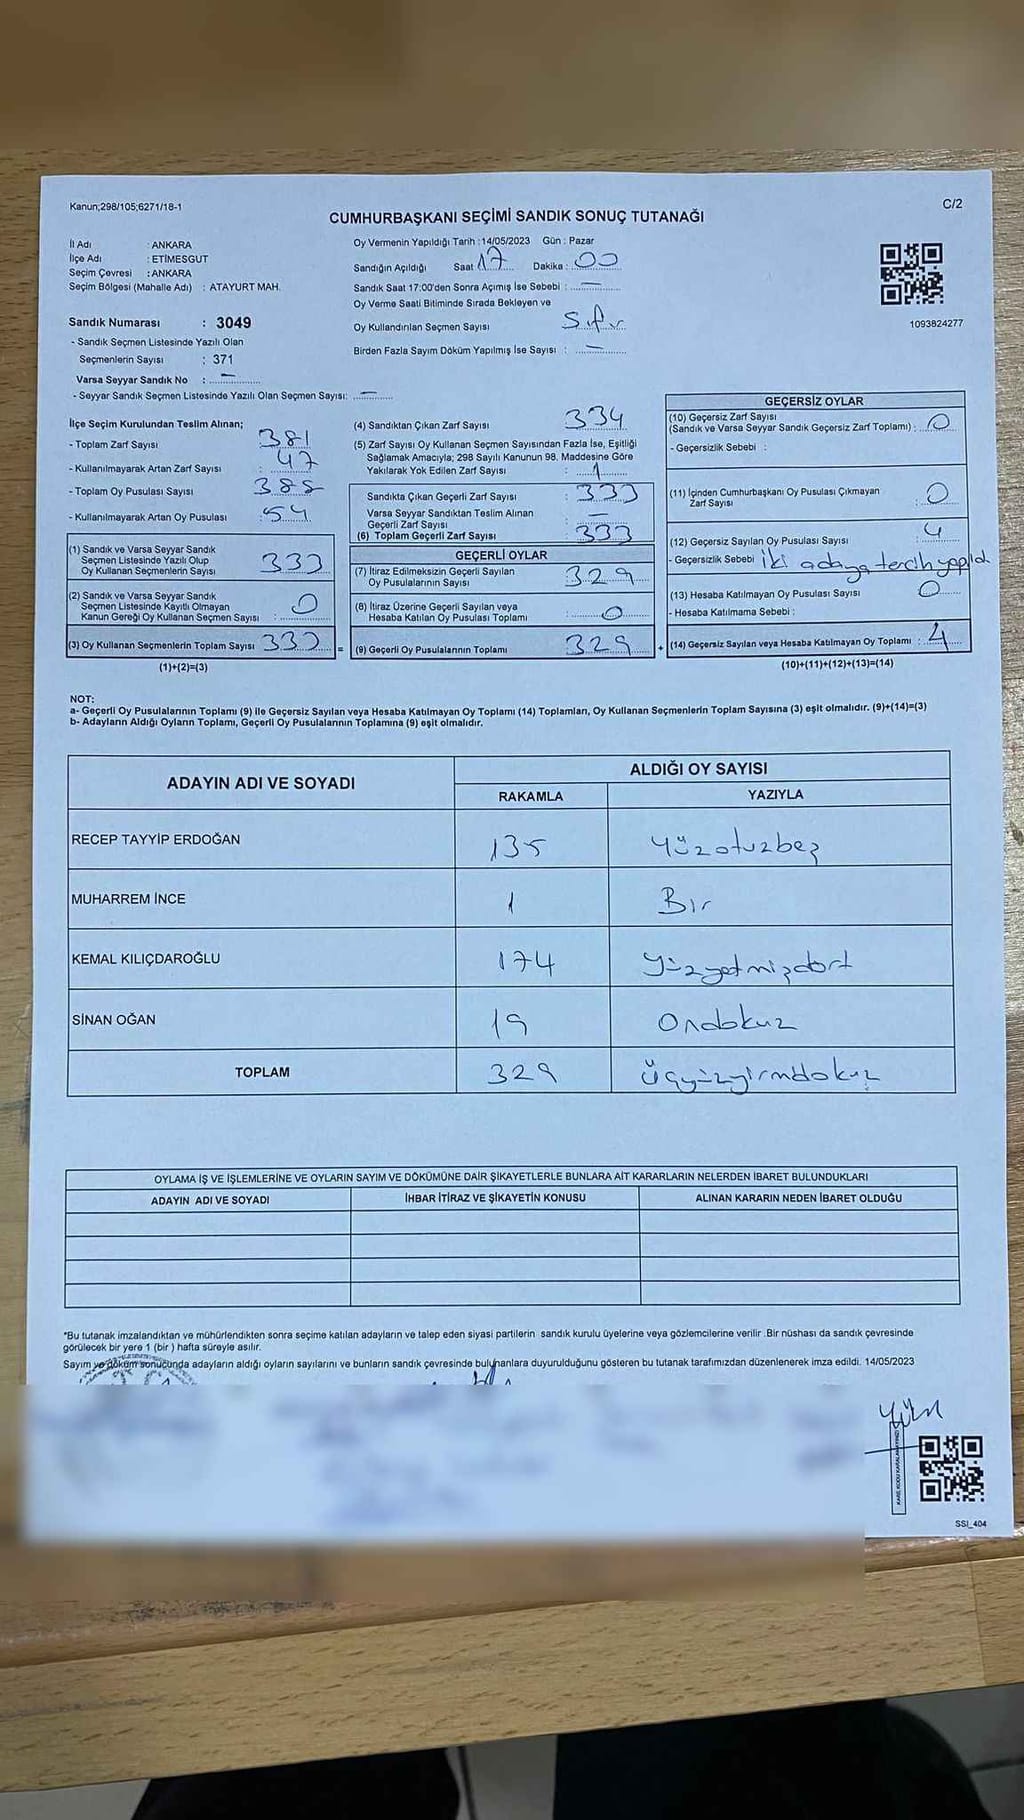 Kanun;298/105;6271/18-1
C/2
CUMHURBAŞKANI SEÇİMİ SANDIK SONUÇ TUTANAĞI
İl Adı : ANKARA
İlçe Adı : ETİMESGUT
Seçim Çevresi : ANKARA
Seçim Bölgesi (Mahalle Adı) : ATAYURT MAH.
Sandık Numarası : 3049
- Sandık Seçmen Listesinde Yazılı Olan
Seçmenlerin Sayısı : 371
Varsa Seyyar Sandık No : —
- Seyyar Sandık Seçmen Listesinde Yazılı Olan Seçmen Sayısı: —
Oy Vermenin Yapıldığı Tarih :14/05/2023 Gün : Pazar
Sandığın Açıldığı Saat 17 Dakika : 00
Sandık Saat 17:00'den Sonra Açımış İse Sebebi : —
Oy Verme Saati Bitiminde Sırada Bekleyen ve
Oy Kullandırılan Seçmen Sayısı Sıfır
Birden Fazla Sayım Döküm Yapılmış İse Sayısı : —
1093824277
İlçe Seçim Kurulundan Teslim Alınan;
- Toplam Zarf Sayısı : 381
- Kullanılmayarak Artan Zarf Sayısı : 47
- Toplam Oy Pusulası Sayısı : 388
- Kullanılmayarak Artan Oy Pusulası : 54
(1) Sandık ve Varsa Seyyar Sandık
Seçmen Listesinde Yazılı Olup
Oy Kullanan Seçmenlerin Sayısı 333
(2) Sandık ve Varsa Seyyar Sandık
Seçmen Listesinde Kayıtlı Olmayan
Kanun Gereği Oy Kullanan Seçmen Sayısı : 0
(3) Oy Kullanan Seçmenlerin Toplam Sayısı 333 =
(1)+(2)=(3)
(4) Sandıktan Çıkan Zarf Sayısı 334
(5) Zarf Sayısı Oy Kullanan Seçmen Sayısından Fazla İse, Eşitliği
Sağlamak Amacıyla; 298 Sayılı Kanunun 98. Maddesine Göre
Yakılarak Yok Edilen Zarf Sayısı : 1
Sandıkta Çıkan Geçerli Zarf Sayısı : 333
Varsa Seyyar Sandıktan Teslim Alınan
Geçerli Zarf Sayısı : —
(6) Toplam Geçerli Zarf Sayısı : 333
GEÇERLİ OYLAR
(7) İtiraz Edilmeksizin Geçerli Sayılan
Oy Pusulalarının Sayısı : 329
(8) İtiraz Üzerine Geçerli Sayılan veya
Hesaba Katılan Oy Pusulası Toplamı : 0
(9) Geçerli Oy Pusulalarının Toplamı 329 +
GEÇERSİZ OYLAR
(10) Geçersiz Zarf Sayısı
(Sandık ve Varsa Seyyar Sandık Geçersiz Zarf Toplamı) : 0
- Geçersizlik Sebebi :
(11) İçinden Cumhurbaşkanı Oy Pusulası Çıkmayan
Zarf Sayısı : 0
(12) Geçersiz Sayılan Oy Pusulası Sayısı : 4
- Geçersizlik Sebebi İki adaya tercih yapıldı
(13) Hesaba Katılmayan Oy Pusulası Sayısı : 0
- Hesaba Katılmama Sebebi :
(14) Geçersiz Sayılan veya Hesaba Katılmayan Oy Toplamı : 4
(10)+(11)+(12)+(13)=(14)
NOT:
a- Geçerli Oy Pusulalarının Toplamı (9) ile Geçersiz Sayılan veya Hesaba Katılmayan Oy Toplamı (14) Toplamları, Oy Kullanan Seçmenlerin Toplam Sayısına (3) eşit olmalıdır. (9)+(14)=(3)
b- Adayların Aldığı Oyların Toplamı, Geçerli Oy Pusulalarının Toplamına (9) eşit olmalıdır.
ADAYIN ADI VE SOYADI
ALDIĞI OY SAYISI
RAKAMLA YAZIYLA
RECEP TAYYİP ERDOĞAN 135 Yüzotuzbeş
MUHARREM İNCE 1 Bir
KEMAL KILIÇDAROĞLU 174 Yüzyetmişdört
SİNAN OĞAN 19 Ondokuz
TOPLAM 329 Üçyüzyirmidokuz
OYLAMA İŞ VE İŞLEMLERİNE VE OYLARIN SAYIM VE DÖKÜMÜNE DAİR ŞİKAYETLERLE BUNLARA AİT KARARLARIN NELERDEN İBARET BULUNDUKLARI
ADAYIN ADI VE SOYADI İHBAR İTİRAZ VE ŞİKAYETİN KONUSU ALINAN KARARIN NEDEN İBARET OLDUĞU
*Bu tutanak imzalandıktan ve mühürlendikten sonra seçime katılan adayların ve talep eden siyasi partilerin sandık kurulu üyelerine veya gözlemcilerine verilir .Bir nüshası da sandık çevresinde
görülecek bir yere 1 (bir ) hafta süreyle asılır.
Sayım ve döküm sonucunda adayların aldığı oyların sayılarını ve bunların sandık çevresinde bulunanlara duyurulduğunu gösteren bu tutanak tarafımızdan düzenlenerek imza edildi. 14/05/2023
KARE KODU KARALAMAYINIZ
SSI_404